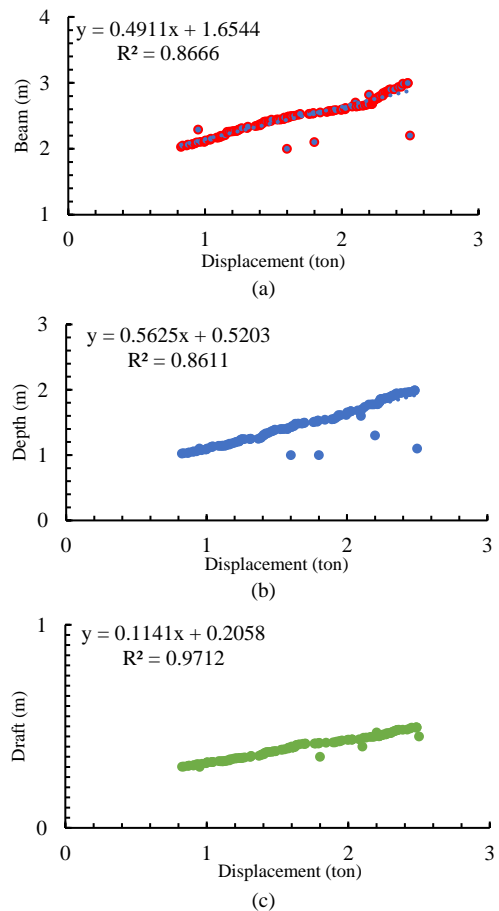 y = 0.4911x + 1.6544
R² = 0.8666
4
3
2
1
Beam (m)
0
1
2
3
Displacement (ton)
(a)
y = 0.5625x + 0.5203
R² = 0.8611
3
2
1
0
Depth (m)
0
1
2
3
Displacement (ton)
(b)
y = 0.1141x + 0.2058
R² = 0.9712
1
0
Draft (m)
0
1
2
3
Displacement (ton)
(c)